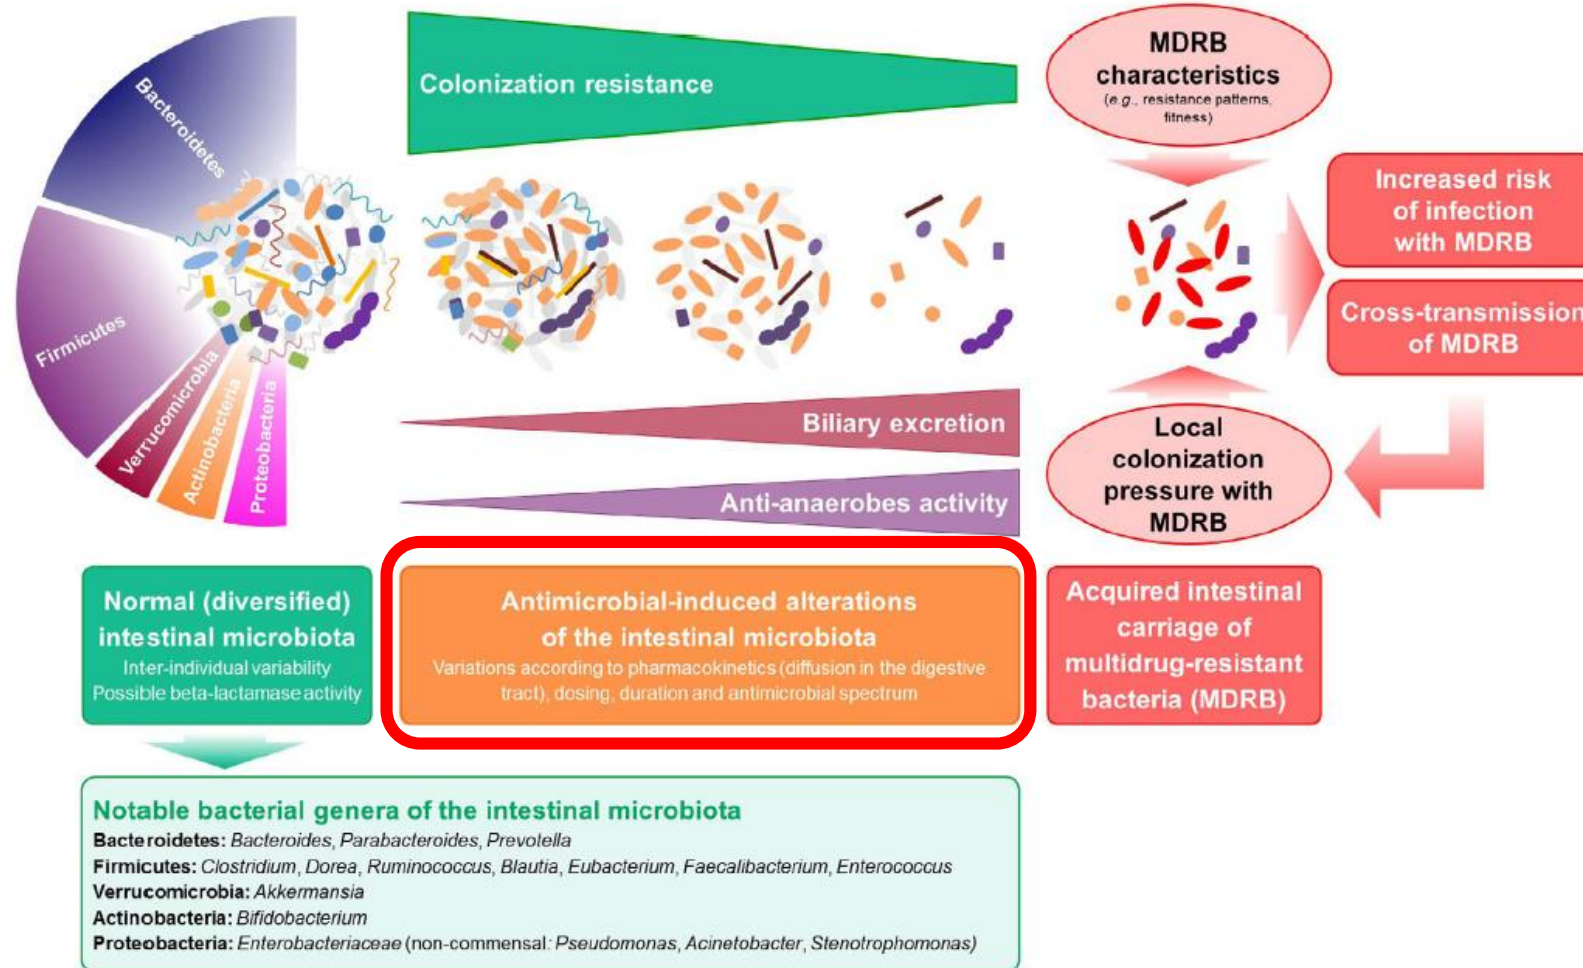 Bacteroidetes
Firmicutes
Verrucomicrobia
Actinobacteria
Proteobacteria
Colonization resistance
MDRB
characteristics
(e.g., resistance patterns,
fitness)
Increased risk
of infection
with MDRB
Cross-transmission
of MDRB
Biliary excretion
Anti-anaerobes activity
Local
colonization
pressure with
MDRB
Normal (diversified)
intestinal microbiota
Inter-individual variability
Possible beta-lactamase activity
Antimicrobial-induced alterations
of the intestinal microbiota
Variations according to pharmacokinetics (diffusion in the digestive
tract), dosing, duration and antimicrobial spectrum
Acquired intestinal
carriage of
multidrug-resistant
bacteria (MDRB)
Notable bacterial genera of the intestinal microbiota
Bacteroidetes: Bacteroides, Parabacteroides, Prevotella
Firmicutes: Clostridium, Dorea, Ruminococcus, Blautia, Eubacterium, Faecalibacterium, Enterococcus
Verrucomicrobia: Akkermansia
Actinobacteria: Bifidobacterium
Proteobacteria: Enterobacteriaceae (non-commensal: Pseudomonas, Acinetobacter, Stenotrophomonas)